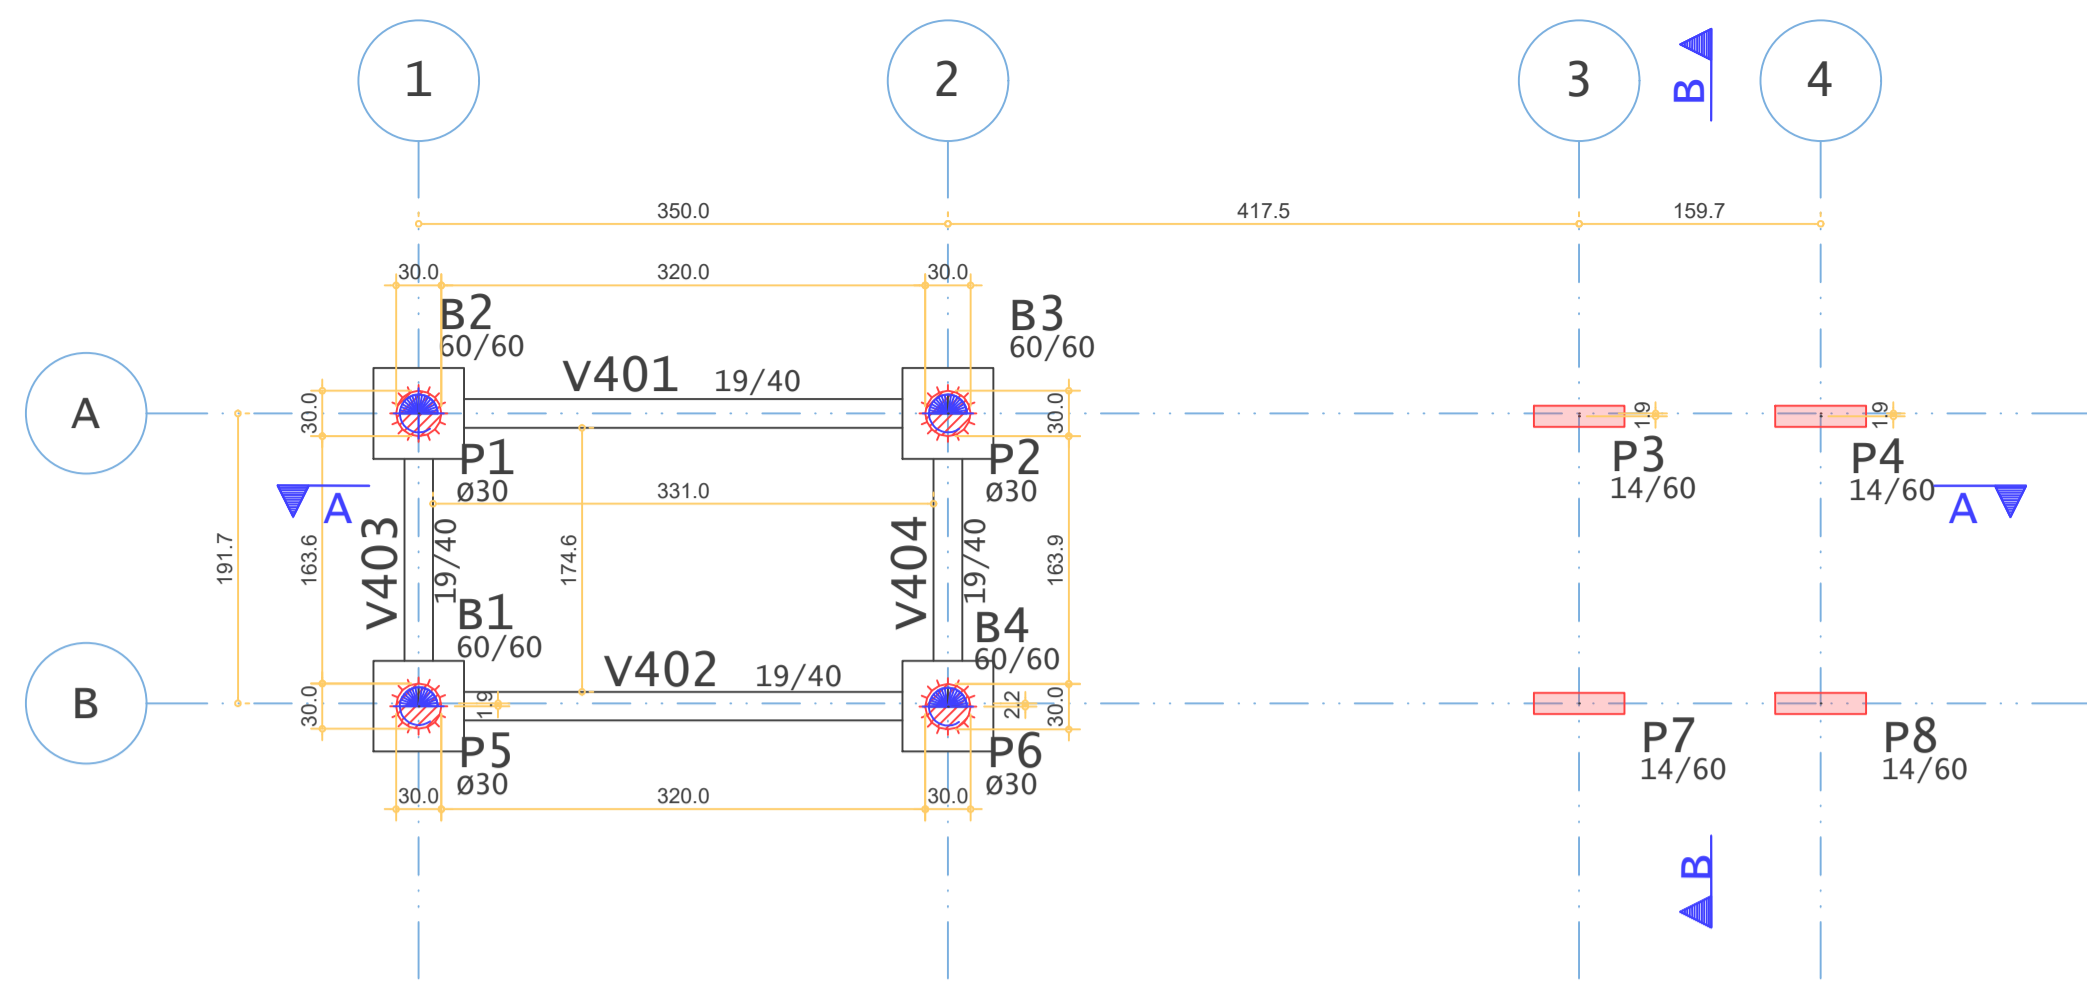 1
2
3
4
B
350.0
417.5
159.7
30.0
320.0
30.0
B2
60/60
B3
60/60
V401 19/40
A
30.0
30.0
1.9
1.9
P1
ø30
P2
ø30
P3
14/60
P4
14/60
331.0
A
A
191.7
163.6
V403
19/40
174.6
V404
19/40
163.9
B1
60/60
B4
60/60
V402 19/40
B
30.0
1.9
2.2
30.0
P5
ø30
P6
ø30
P7
14/60
P8
14/60
30.0
320.0
30.0
B